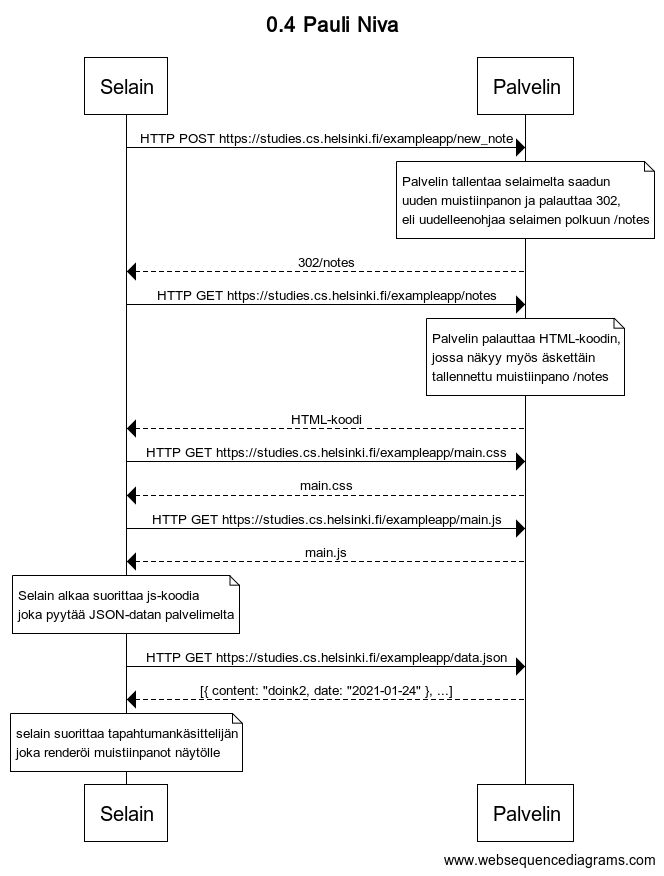 0.4 Pauli Niva
Selain
Palvelin
HTTP POST https://studies.cs.helsinki.fi/exampleapp/new_note
Palvelin tallentaa selaimelta saadun
uuden muistiinpanon ja palauttaa 302,
eli uudelleenohjaa selaimen polkuun /notes
302/notes
HTTP GET https://studies.cs.helsinki.fi/exampleapp/notes
Palvelin palauttaa HTML-koodin,
jossa näkyy myös äskettäin
tallennettu muistiinpano /notes
HTML-koodi
HTTP GET https://studies.cs.helsinki.fi/exampleapp/main.css
main.css
HTTP GET https://studies.cs.helsinki.fi/exampleapp/main.js
main.js
Selain alkaa suorittaa js-koodia
joka pyytää JSON-datan palvelimelta
HTTP GET https://studies.cs.helsinki.fi/exampleapp/data.json
[{ content: "doink2, date: "2021-01-24" }, ...]
selain suorittaa tapahtumankäsittelijän
joka renderöi muistiinpanot näytölle
Selain
Palvelin
www.websequencediagrams.com